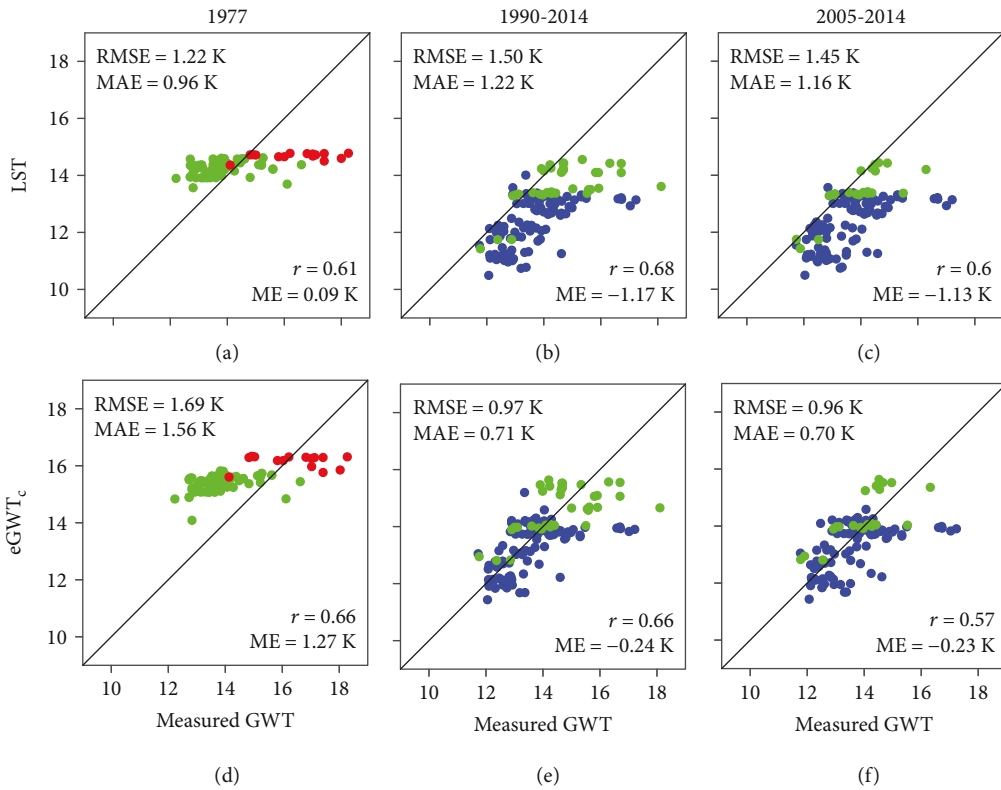 1977
1990-2014
2005-2014
LST
18
16
14
12
10
RMSE = 1.22 K
MAE = 0.96 K
r = 0.61
ME = 0.09 K
(a)
RMSE = 1.50 K
MAE = 1.22 K
r = 0.68
ME = −1.17 K
(b)
RMSE = 1.45 K
MAE = 1.16 K
r = 0.6
ME = −1.13 K
(c)
eGWTc
18
16
14
12
10
RMSE = 1.69 K
MAE = 1.56 K
r = 0.66
ME = 1.27 K
10 12 14 16 18
Measured GWT
(d)
RMSE = 0.97 K
MAE = 0.71 K
r = 0.66
ME = −0.24 K
10 12 14 16 18
Measured GWT
(e)
RMSE = 0.96 K
MAE = 0.70 K
r = 0.57
ME = −0.23 K
10 12 14 16 18
Measured GWT
(f)